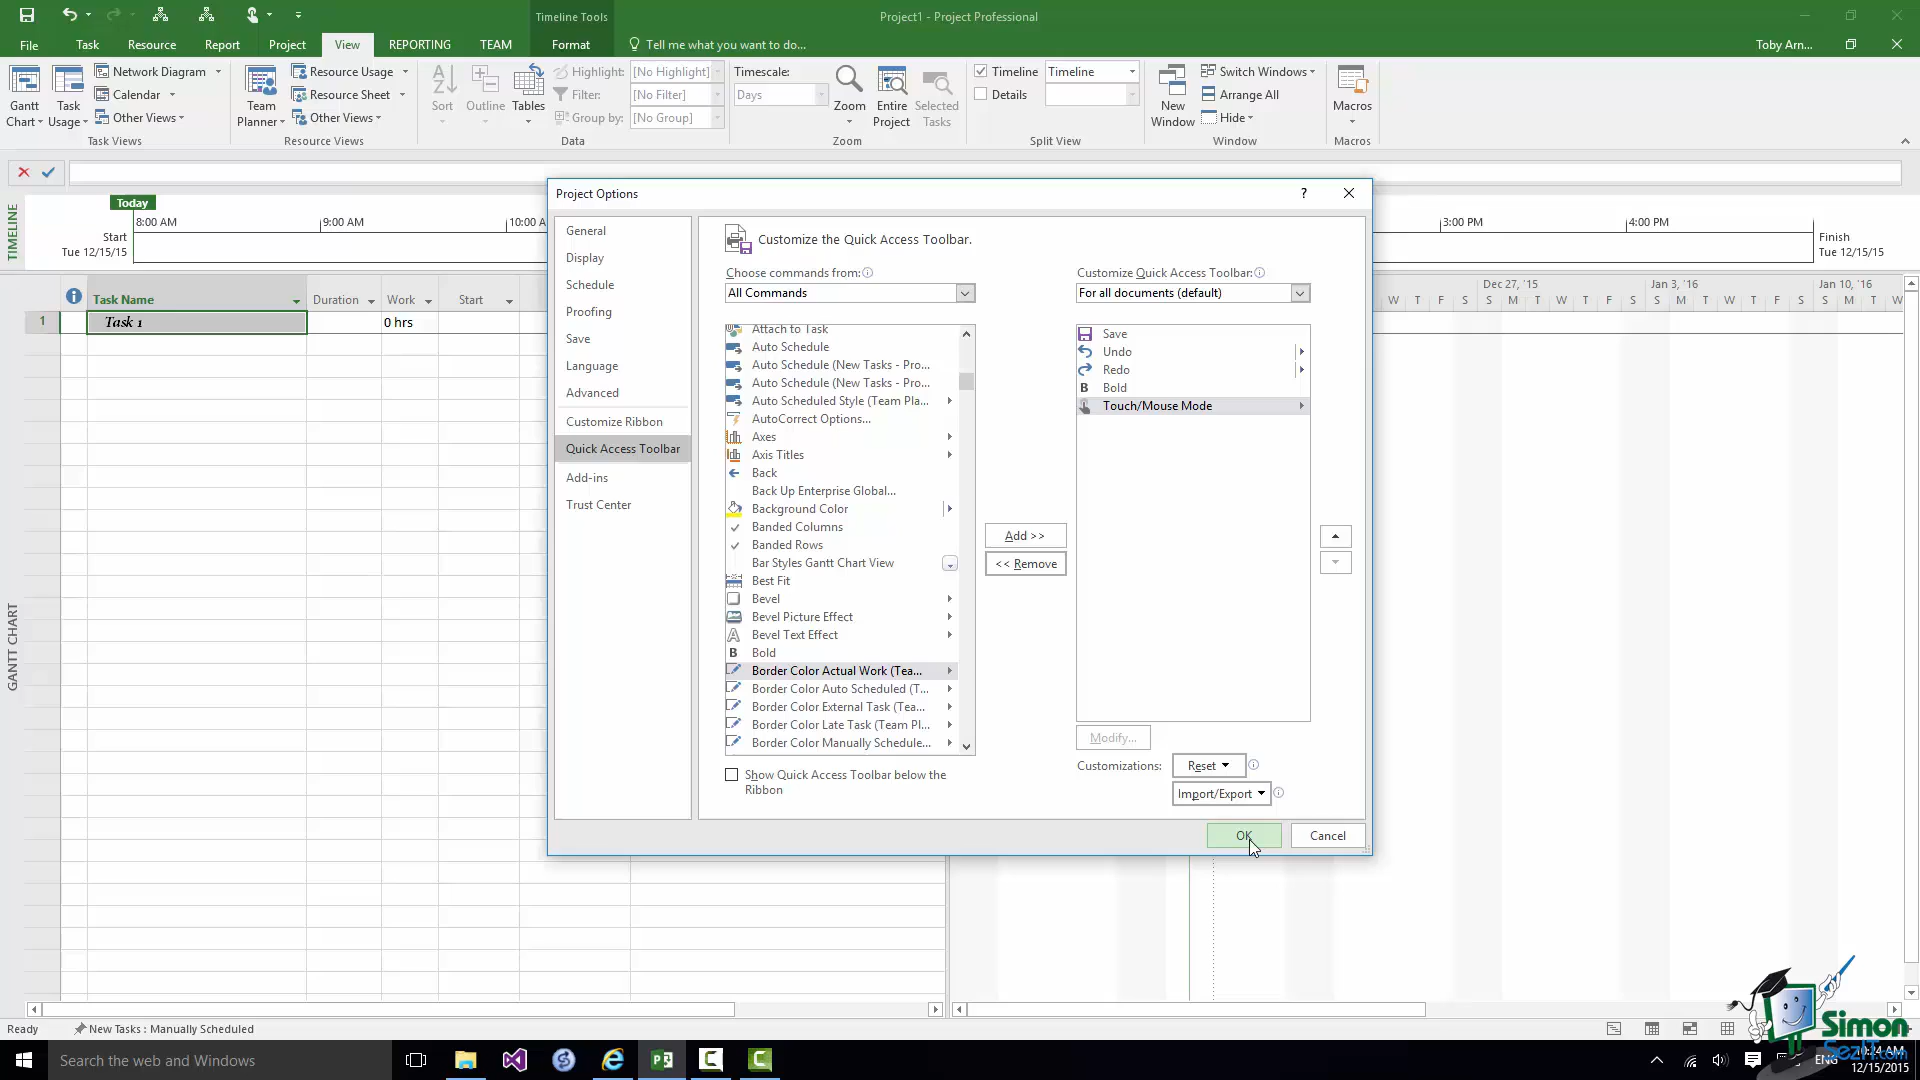 Timeline Tools
Project1 - Project Professional
File Task Resource Report Project View REPORTING TEAM Format Tell me what you want to do... Toby Arn...
Network Diagram Resource Usage Highlight: [No Highlight] Timescale: Timeline Timeline Switch Windows
Calendar Resource Sheet Filter: [No Filter] Days Details Arrange All
Gantt Chart Task Usage Other Views Team Planner Other Views Sort Outline Tables Group by: [No Group] Zoom Entire Project Selected Tasks New Window Hide Macros
Task Views Resource Views Data Zoom Split View Window Macros
Project Options ?
TIMELINE
Today
8:00 AM 9:00 AM 10:00 A 3:00 PM 4:00 PM
Start
Tue 12/15/15
Finish
Tue 12/15/15
Task Name Duration Work Start
1 Task 1 0 hrs
GANTT CHART
Dec 27, '15 Jan 3, '16 Jan 10, '16
W T F S S M T W T F S S M T W T F S S M T W
General
Display
Schedule
Proofing
Save
Language
Advanced
Customize Ribbon
Quick Access Toolbar
Add-ins
Trust Center
Customize the Quick Access Toolbar.
Choose commands from:
All Commands
Attach to Task
Auto Schedule
Auto Schedule (New Tasks - Pro...
Auto Schedule (New Tasks - Pro...
Auto Scheduled Style (Team Pla...
AutoCorrect Options...
Axes
Axis Titles
Back
Back Up Enterprise Global...
Background Color
Banded Columns
Banded Rows
Bar Styles Gantt Chart View
Best Fit
Bevel
Bevel Picture Effect
Bevel Text Effect
B Bold
Border Color Actual Work (Tea...
Border Color Auto Scheduled (T...
Border Color External Task (Tea...
Border Color Late Task (Team Pl...
Border Color Manually Schedule...
Show Quick Access Toolbar below the
Ribbon
Add >>
<< Remove
Customize Quick Access Toolbar:
For all documents (default)
Save
Undo
Redo
B Bold
Touch/Mouse Mode
Modify...
Customizations: Reset
Import/Export
OK Cancel
Ready New Tasks : Manually Scheduled
Search the web and Windows
ENG
12/15/2015
Simon
SezIT.com